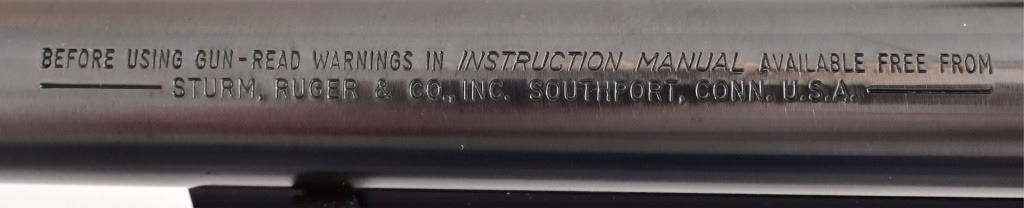 BEFORE USING GUN-READ WARNINGS IN INSTRUCTION MANUAL AVAILABLE FREE FROM
STURM, RUGER & CO., INC. SOUTHPORT, CONN. U.S.A.